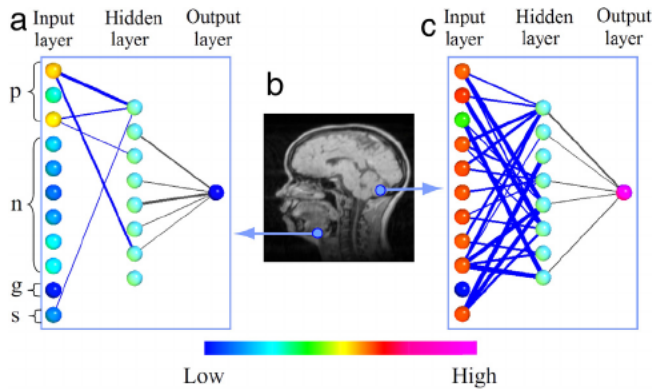 a
Input layer
Hidden layer
Output layer
b
c
Input layer
Hidden layer
Output layer
p
n
g
s
Low
High